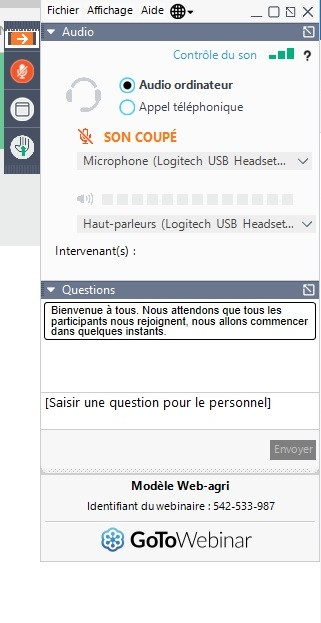 Fichier Affichage Aide
Audio
Contrôle du son ?
Audio ordinateur
Appel téléphonique
SON COUPÉ
Microphone (Logitech USB Headset...
Haut-parleurs (Logitech USB Headset...
Intervenant(s) :
Questions
Bienvenue à tous. Nous attendons que tous les
participants nous rejoignent, nous allons commencer
dans quelques instants.
[Saisir une question pour le personnel]
Envoyer
Modèle Web-agri
Identifiant du webinaire : 542-533-987
GoToWebinar